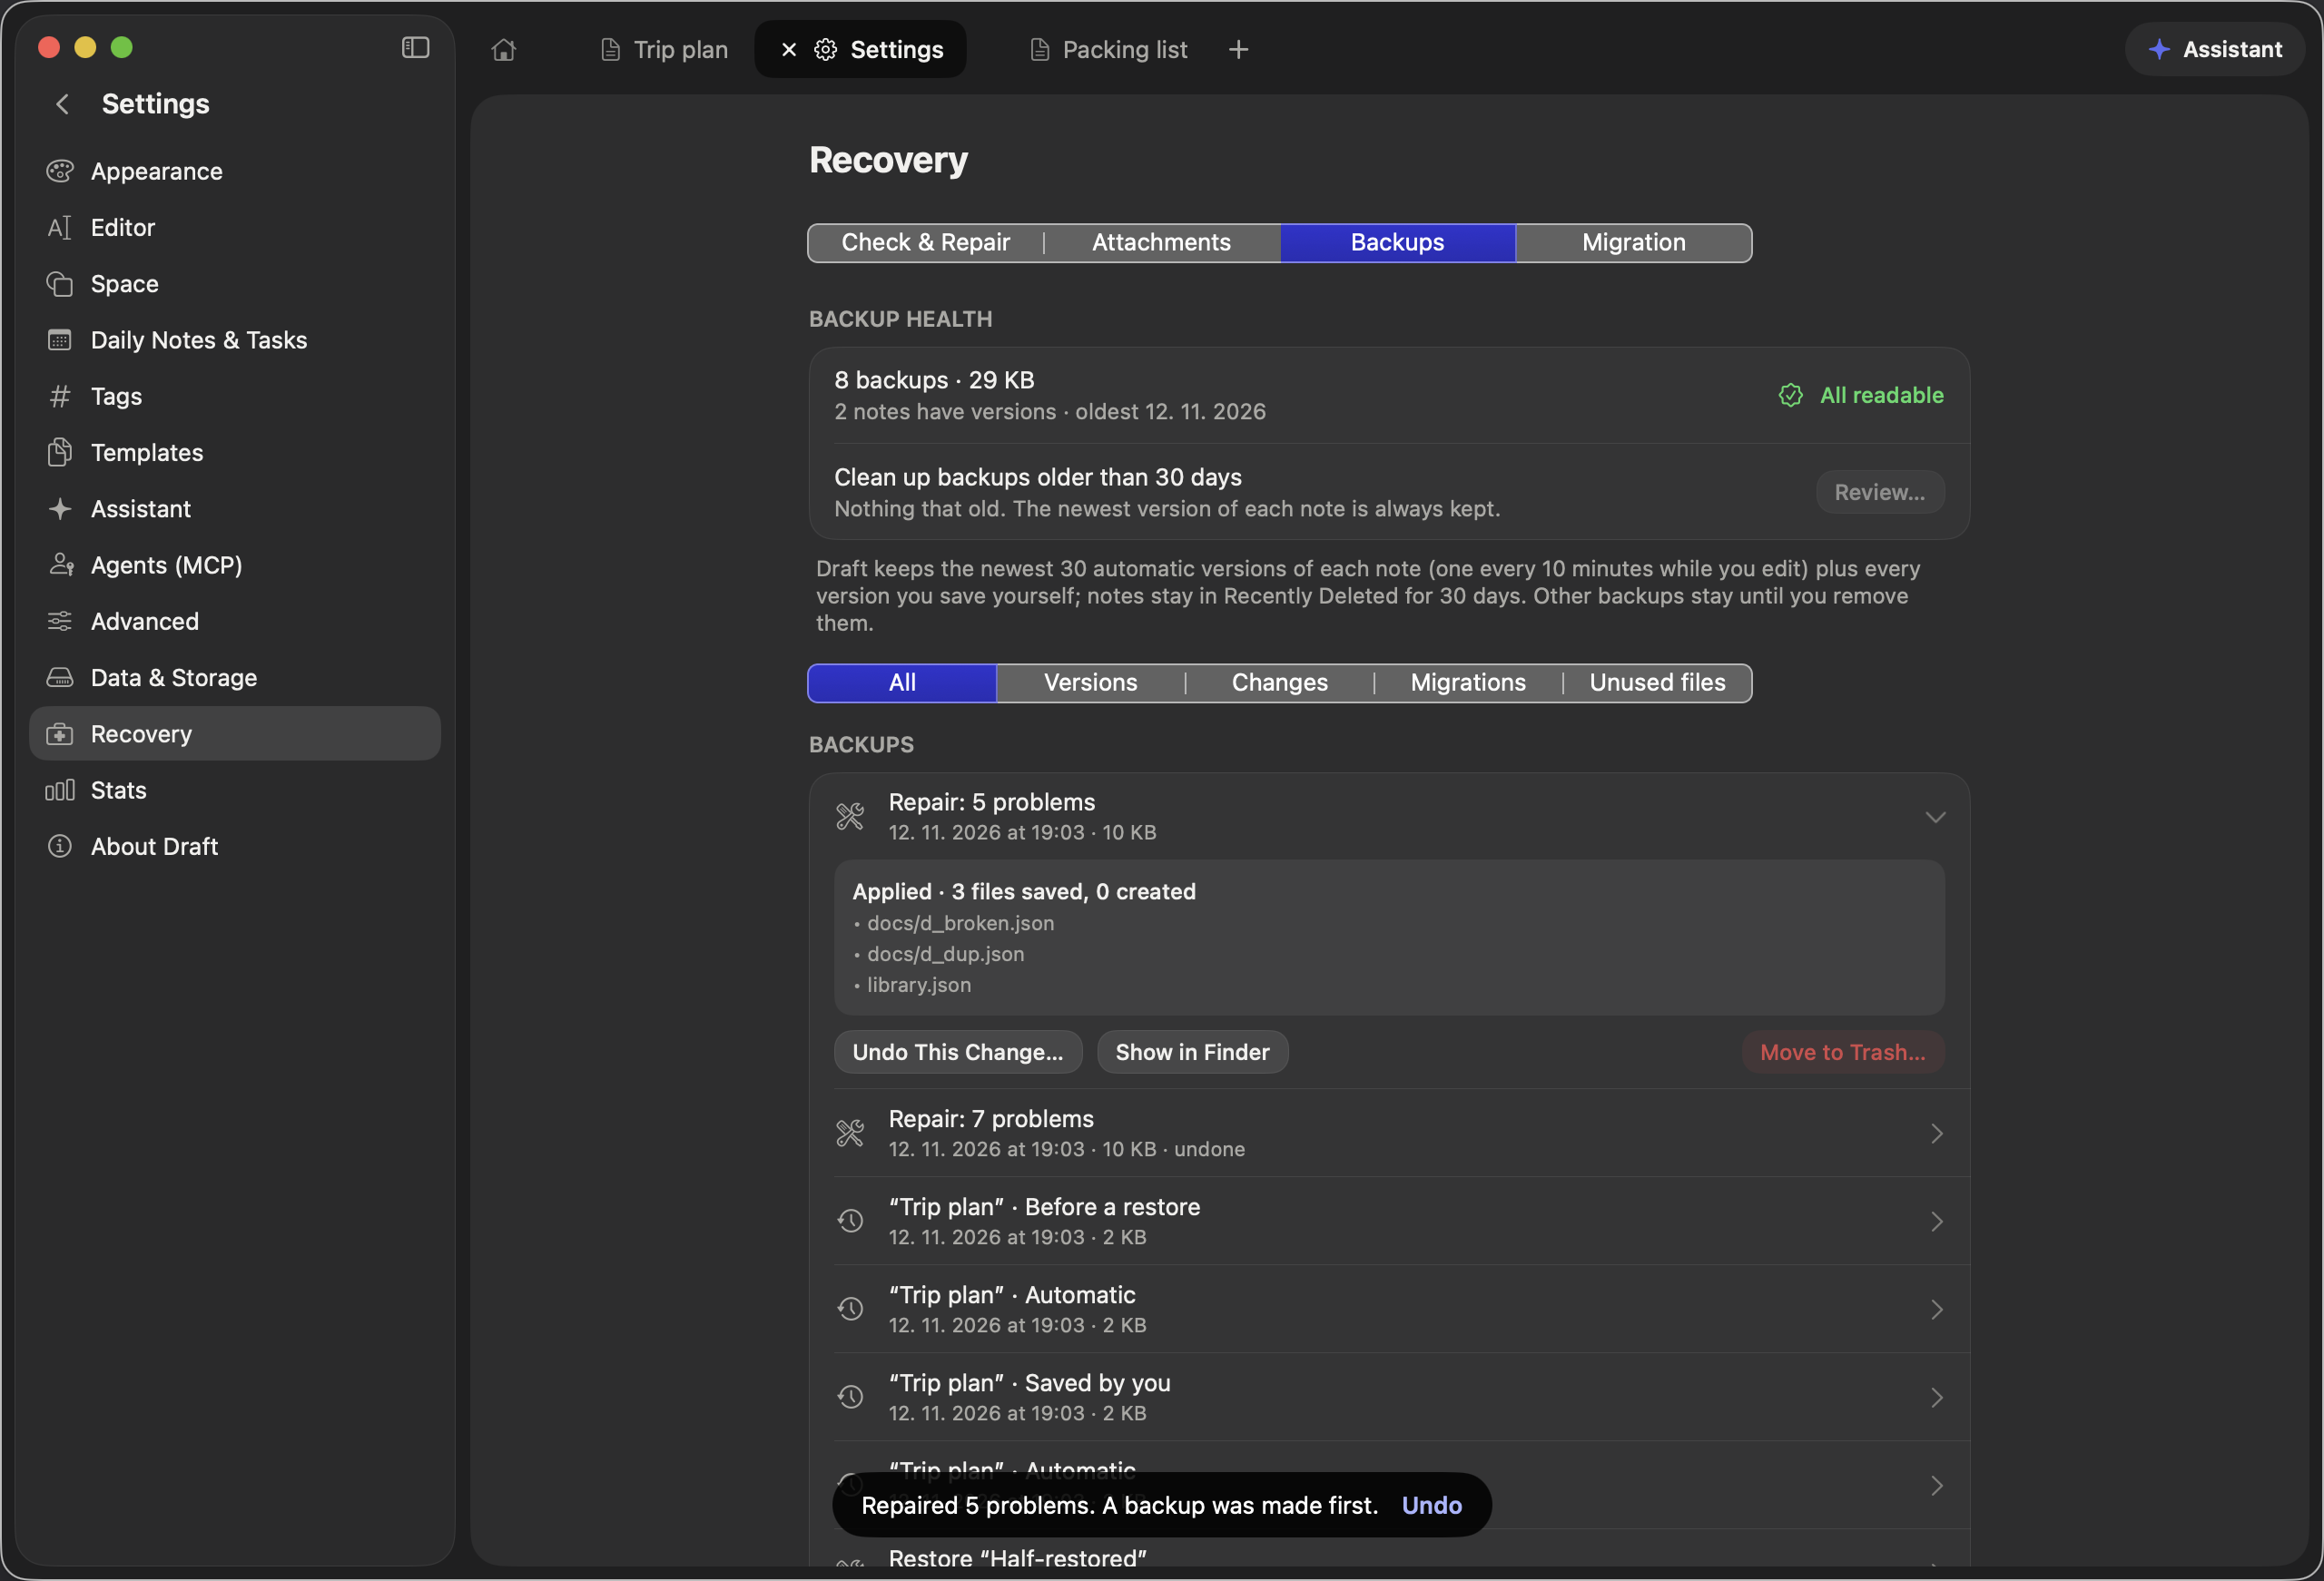 Trip plan
Settings
Packing list
Assistant
Settings
Appearance
Editor
Space
Daily Notes & Tasks
Tags
Templates
Assistant
Agents (MCP)
Advanced
Data & Storage
Recovery
Stats
About Draft
Recovery
Check & Repair
Attachments
Backups
Migration
BACKUP HEALTH
8 backups · 29 KB
2 notes have versions · oldest 12. 11. 2026
All readable
Clean up backups older than 30 days
Nothing that old. The newest version of each note is always kept.
Review...
Draft keeps the newest 30 automatic versions of each note (one every 10 minutes while you edit) plus every
version you save yourself; notes stay in Recently Deleted for 30 days. Other backups stay until you remove
them.
All
Versions
Changes
Migrations
Unused files
BACKUPS
Repair: 5 problems
12. 11. 2026 at 19:03 · 10 KB
Applied · 3 files saved, 0 created
• docs/d_broken.json
• docs/d_dup.json
• library.json
Undo This Change...
Show in Finder
Move to Trash...
Repair: 7 problems
12. 11. 2026 at 19:03 · 10 KB · undone
“Trip plan” · Before a restore
12. 11. 2026 at 19:03 · 2 KB
“Trip plan” · Automatic
12. 11. 2026 at 19:03 · 2 KB
“Trip plan” · Saved by you
12. 11. 2026 at 19:03 · 2 KB
“Trip plan” · Automatic
Repaired 5 problems. A backup was made first.
Undo
Restore “Half-restored”